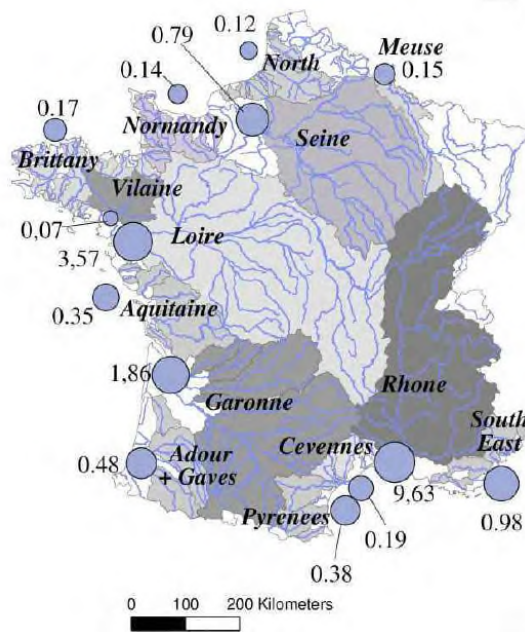 0.12
0.79
Meuse
North
0.14
0.15
0.17
Normandy
Seine
Brittany
Vilaine
0,07
Loire
3,57
0.35
Aquitaine
1,86
Rhone
Garonne
South
East
Cevennes
Adour
+ Gaves
0.48
9,63
Pyrenees
0.98
0.19
0.38
0 100 200 Kilometers